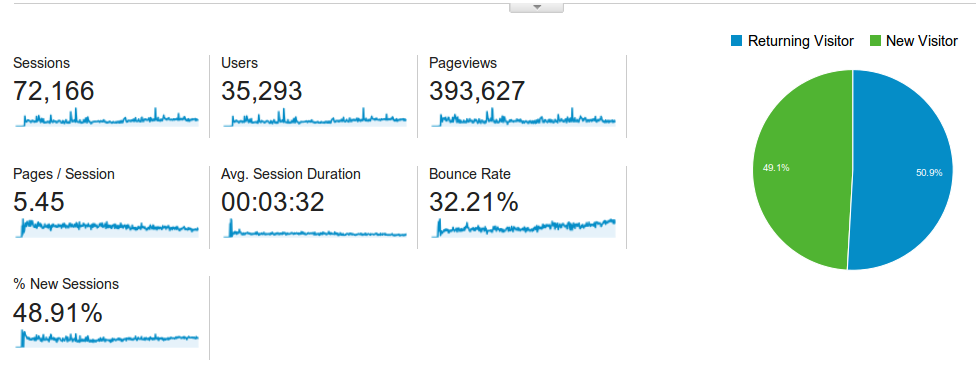 Returning Visitor New Visitor
Sessions Users Pageviews
72,166 35,293 393,627
Pages / Session Avg. Session Duration Bounce Rate
5.45 00:03:32 32.21%
% New Sessions
48.91%
49.1% 50.9%